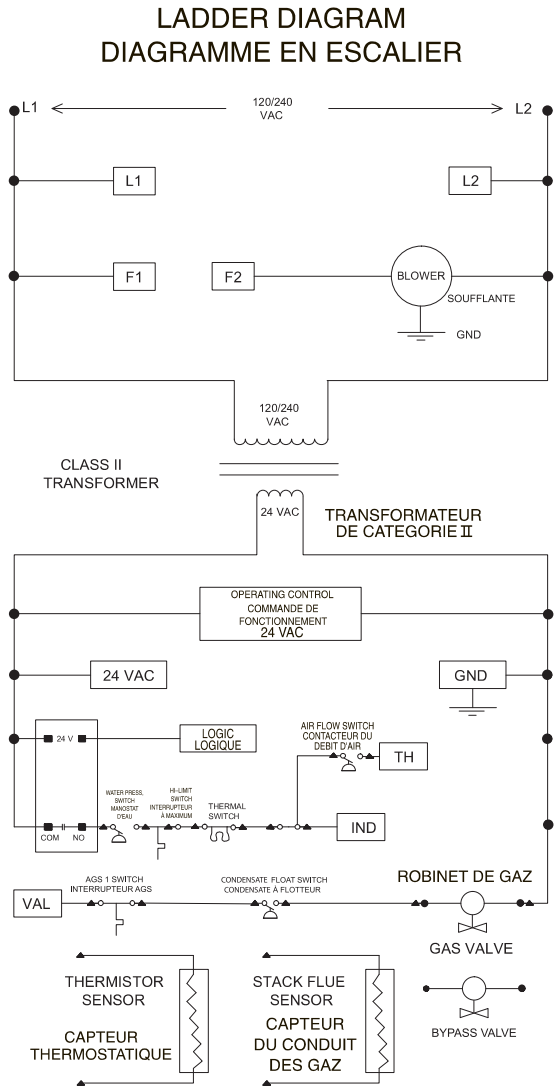 LADDER DIAGRAM
DIAGRAMME EN ESCALIER
L1
120/240
VAC
L2
L1
L2
F1
F2
BLOWER
SOUFFLANTE
GND
120/240
VAC
CLASS II
TRANSFORMER
24 VAC
TRANSFORMATEUR
DE CATEGORIE II
OPERATING CONTROL
COMMANDE DE
FONCTIONNEMENT
24 VAC
24 VAC
GND
24 V
LOGIC
LOGIQUE
AIR FLOW SWITCH
CONTACTEUR DU
DEBIT D'AIR
TH
WATER PRESS,
SWITCH
MANOSTAT
D'EAU
HI-LIMIT
SWITCH
INTERRUPTEUR
À MAXIMUM
THERMAL
SWITCH
IND
COM
NO
AGS 1 SWITCH
INTERRUPTEUR AGS
CONDENSATE FLOAT SWITCH
CONDENSATE À FLOTTEUR
ROBINET DE GAZ
VAL
GAS VALVE
THERMISTOR
SENSOR
CAPTEUR
THERMOSTATIQUE
STACK FLUE
SENSOR
CAPTEUR
DU CONDUIT
DES GAZ
BYPASS VALVE